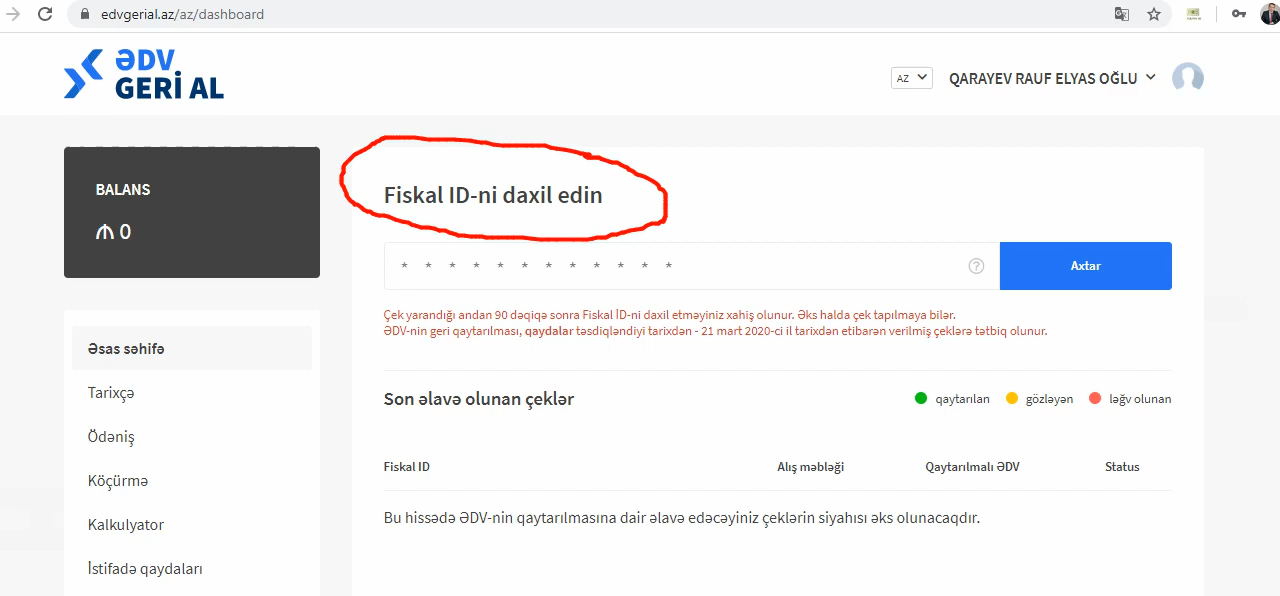 edvgerial.az/az/dashboard
ƏDV
GERİ AL
AZ
QARAYEV RAUF ELYAS OĞLU
BALANS
₼ 0
Fiskal ID-ni daxil edin
* * * * * * * * * * * *
?
Axtar
Çek yarandığı andan 90 dəqiqə sonra Fiskal İD-ni daxil etməyiniz xahiş olunur. Əks halda çek tapılmaya bilər.
ƏDV-nin geri qaytarılması, qaydalar təsdiqləndiyi tarixdən - 21 mart 2020-ci il tarixdən etibarən verilmiş çeklərə tətbiq olunur.
Əsas səhifə
Tarixçə
Ödəniş
Köçürmə
Kalkulyator
İstifadə qaydaları
Son əlavə olunan çeklər
qaytarılan
gözləyən
ləğv olunan
Fiskal ID
Alış məbləği
Qaytarılmalı ƏDV
Status
Bu hissədə ƏDV-nin qaytarılmasına dair əlavə edəcəyiniz çeklərin siyahısı əks olunacaqdır.